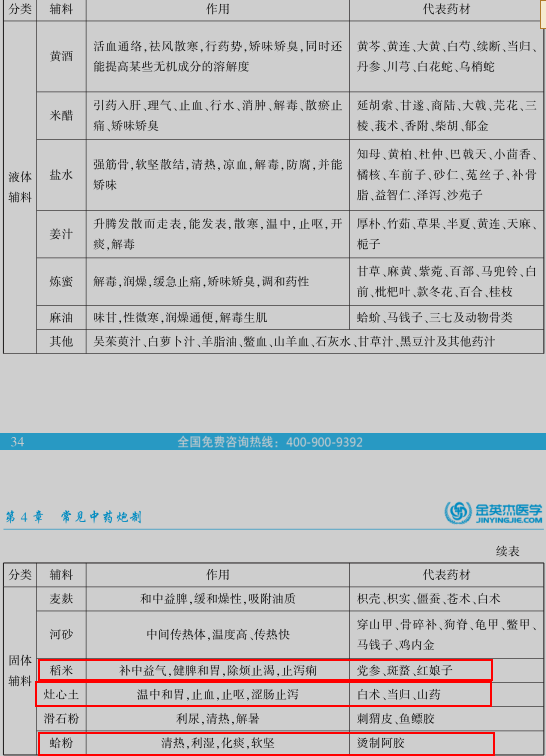 分类 辅料 作用 代表药材
液体辅料 黄酒 活血通络、祛风散寒,行药势,矫味矫臭,同时还能提高某些无机成分的溶解度 黄芩、黄连、大黄、白芍、续断、当归、丹参、川芎、白花蛇、乌梢蛇
米醋 引药入肝、理气、止血、行水、消肿、解毒、散瘀止痛、矫味矫臭 延胡索、甘遂、商陆、大戟、芫花、三棱、莪术、香附、柴胡、郁金
盐水 强筋骨,软坚散结,清热,凉血,解毒,防腐,并能矫味 知母、黄柏、杜仲、巴戟天、小茴香、橘核、车前子、砂仁、菟丝子、补骨脂、益智仁、泽泻、沙苑子
姜汁 升腾发散而走表,能发表,散寒,温中,止呕,开痰,解毒 厚朴、竹茹、草果、半夏、黄连、天麻、栀子
炼蜜 解毒,润燥,缓急止痛,矫味矫臭,调和药性 甘草、麻黄、紫菀、百部、马兜铃、白前、枇杷叶、款冬花、百合、桂枝
麻油 味甘,性微寒,润燥通便,解毒生肌 蛤蚧、马钱子、三七及动物骨类
其他 吴茱萸汁、白萝卜汁、羊脂油、鳖血、山羊血、石灰水、甘草汁、黑豆汁及其他药汁
34 全国免费咨询热线:400-900-9392
第4章 常见中药炮制 金英杰医学
JINYINGJIE.COM
续表
分类 辅料 作用 代表药材
固体辅料 麦麸 和中益脾,缓和燥性,吸附油质 枳壳、枳实、僵蚕、苍术、白术
河砂 中间传热体,温度高、传热快 穿山甲、骨碎补、狗脊、龟甲、鳖甲、马钱子、鸡内金
稻米 补中益气,健脾和胃,除烦止渴,止泻痢 党参、斑蝥、红娘子
灶心土 温中和胃,止血,止呕,涩肠止泻 白术、当归、山药
滑石粉 利尿,清热,解暑 刺猬皮、鱼鳔胶
蛤粉 清热,利湿,化痰,软坚 烫制阿胶